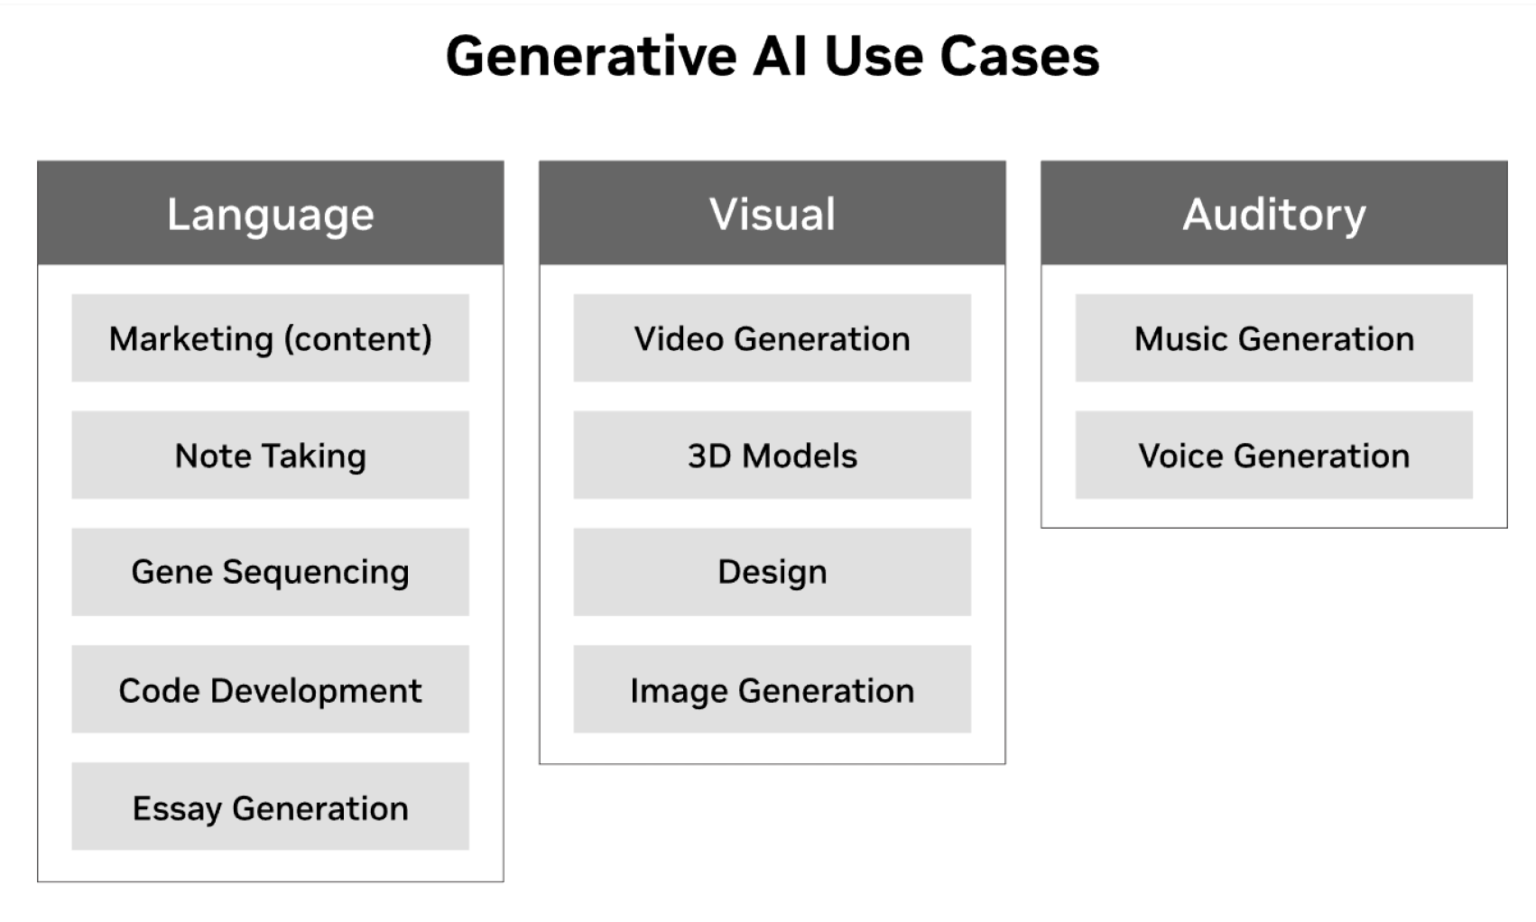 Generative AI Use Cases
Language
Marketing (content)
Note Taking
Gene Sequencing
Code Development
Essay Generation
Visual
Video Generation
3D Models
Design
Image Generation
Auditory
Music Generation
Voice Generation